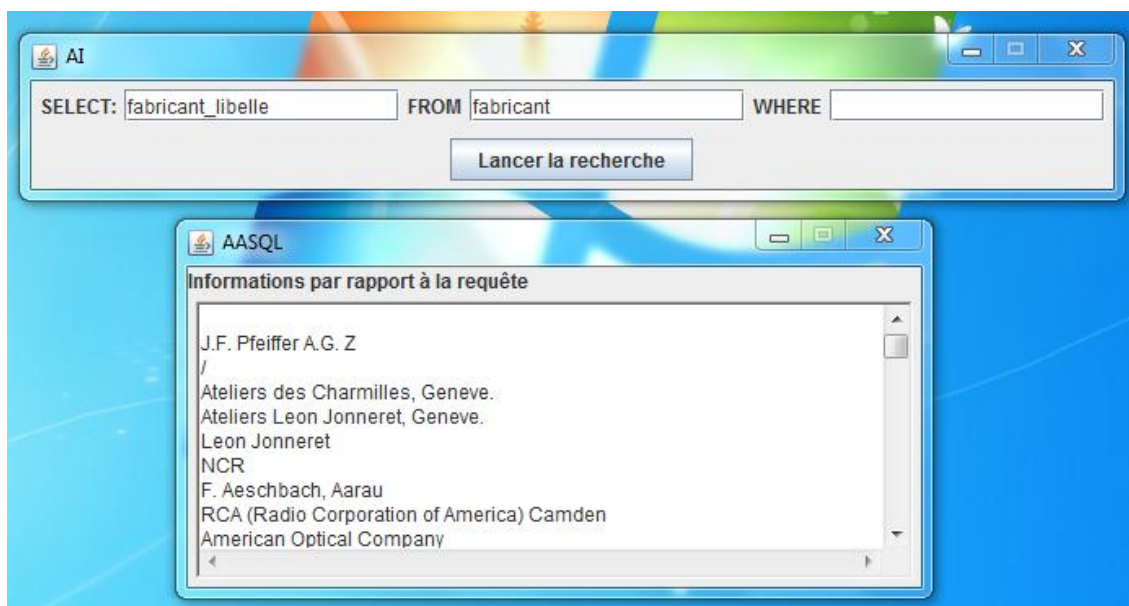 AI
SELECT: fabricant_libelle FROM fabricant WHERE
Lancer la recherche
AASQL
Informations par rapport à la requête
J.F. Pfeiffer A.G. Z
/
Ateliers des Charmilles, Geneve.
Ateliers Leon Jonneret, Geneve.
Leon Jonneret
NCR
F. Aeschbach, Aarau
RCA (Radio Corporation of America) Camden
American Optical Company